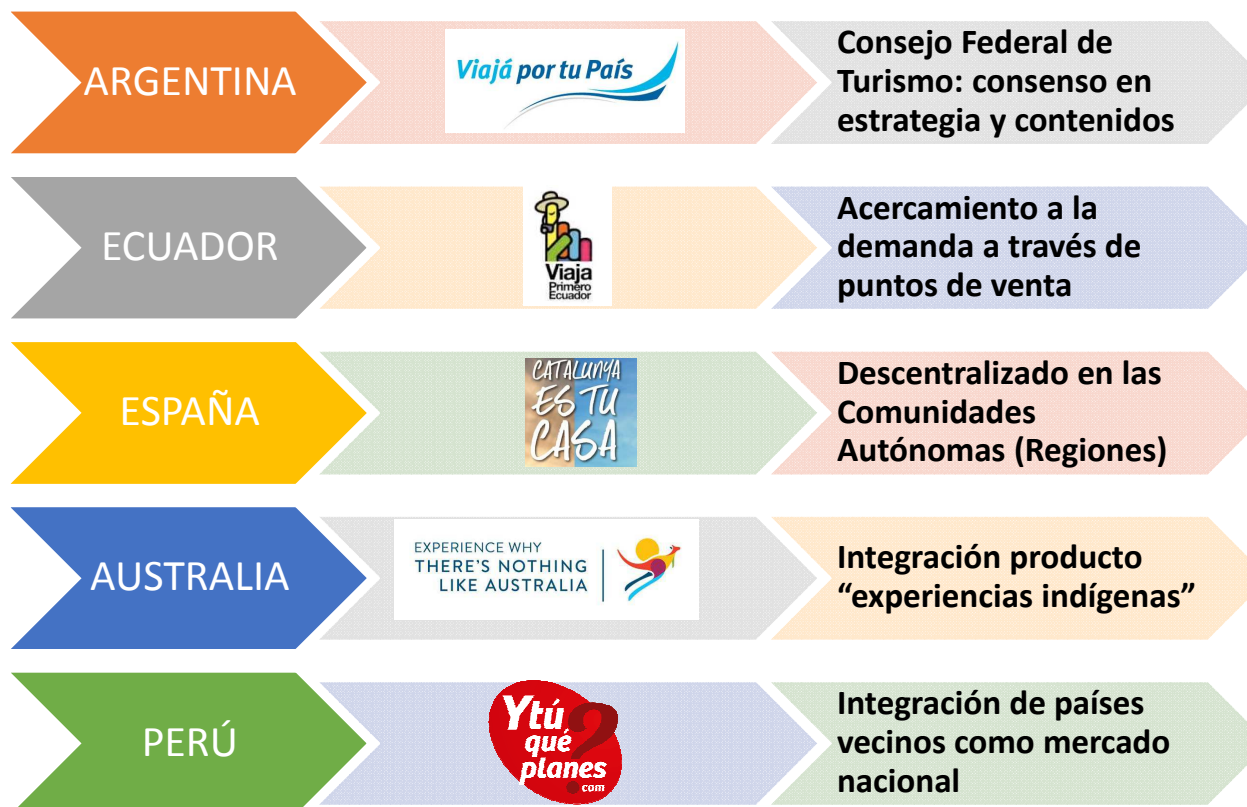 ARGENTINA
Viajá por tu País
Consejo Federal de
Turismo: consenso en
estrategia y contenidos
ECUADOR
Viaja
Primero
Ecuador
Acercamiento a la
demanda a través de
puntos de venta
ESPAÑA
CATALUNYA
ES TU
CASA
Descentralizado en las
Comunidades
Autónomas (Regiones)
AUSTRALIA
EXPERIENCE WHY
THERE'S NOTHING
LIKE AUSTRALIA
Integración producto
“experiencias indígenas”
PERÚ
Y tú
qué
planes
?
.com
Integración de países
vecinos como mercado
nacional